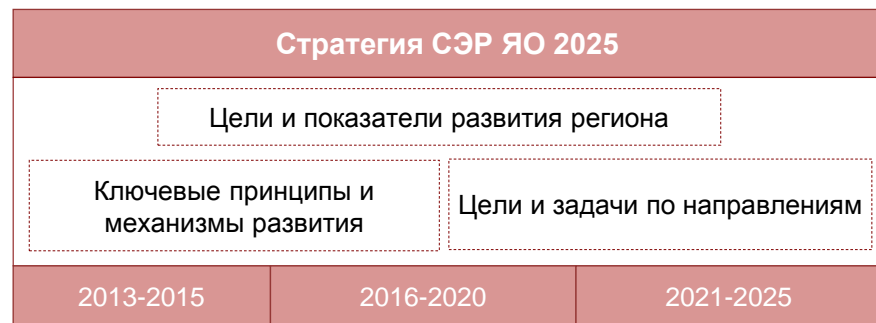 Стратегия СЭР ЯО 2025
Цели и показатели развития региона
Ключевые принципы и
механизмы развития
Цели и задачи по направлениям
2013-2015
2016-2020
2021-2025